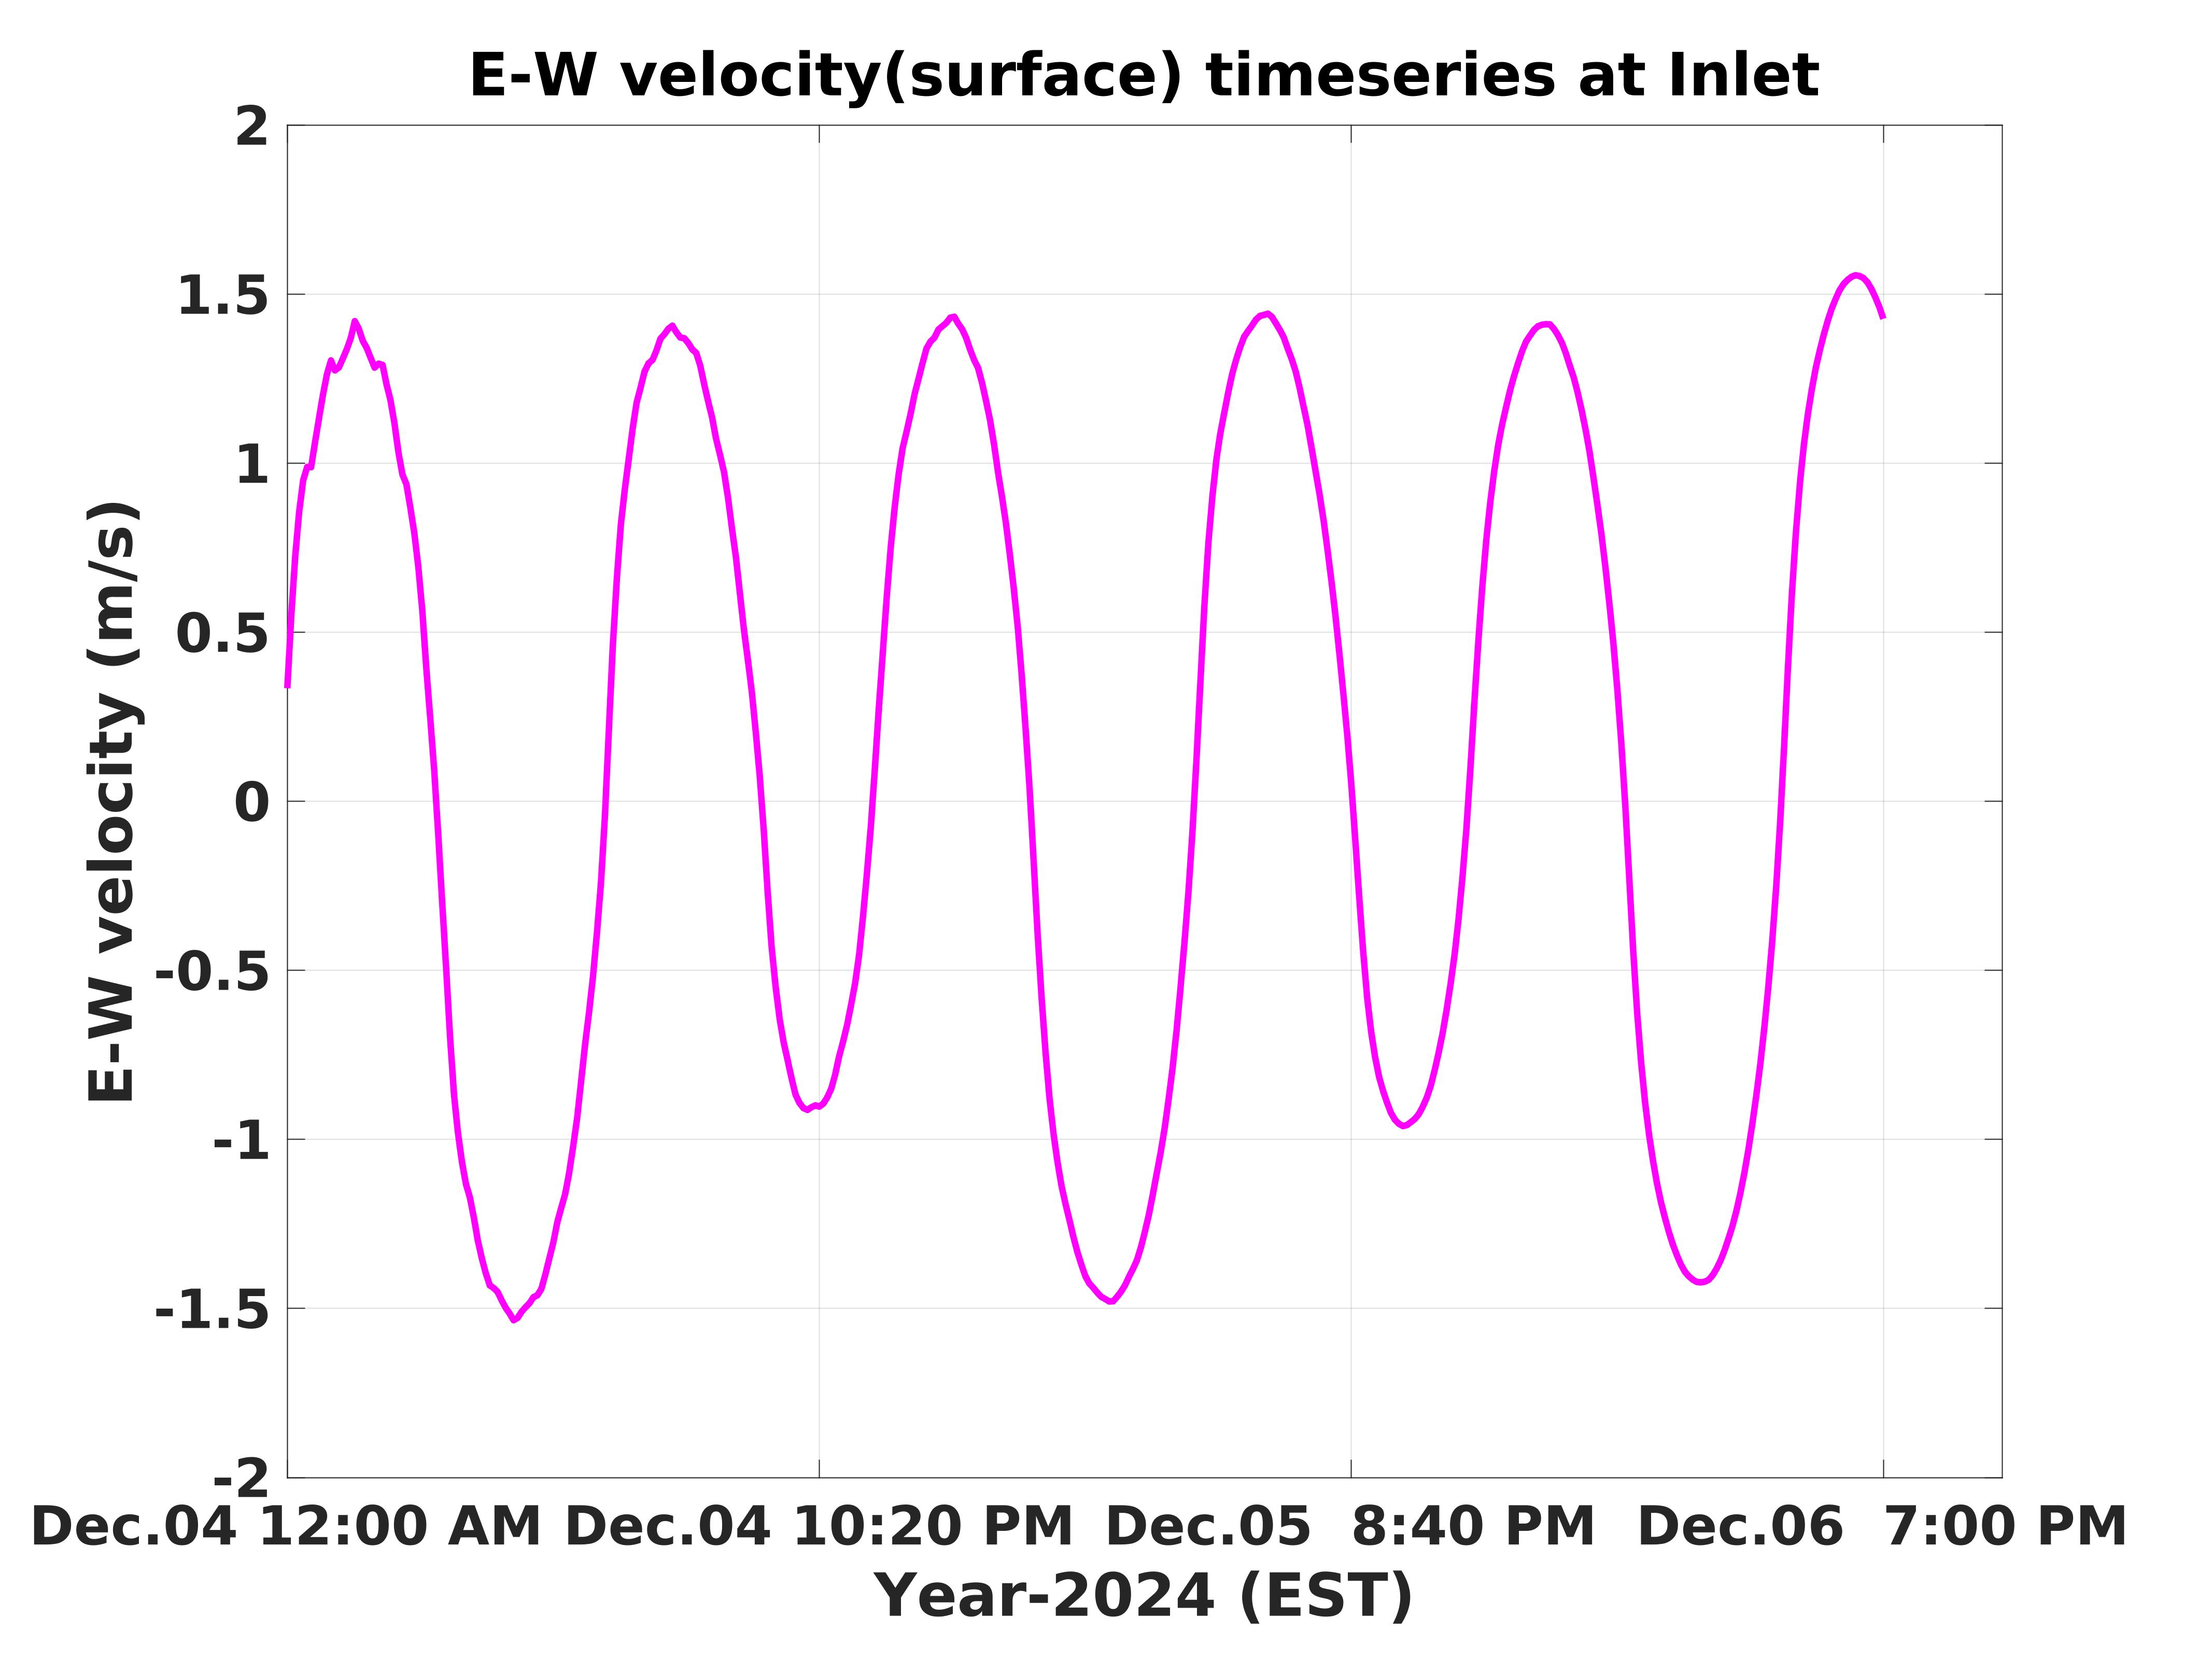 E-W velocity(surface) timeseries at Inlet
E-W velocity (m/s)
2
1.5
1
0.5
0
-0.5
-1
-1.5
-2
Dec.04 12:00 AM Dec.04 10:20 PM Dec.05 8:40 PM Dec.06 7:00 PM
Year-2024 (EST)